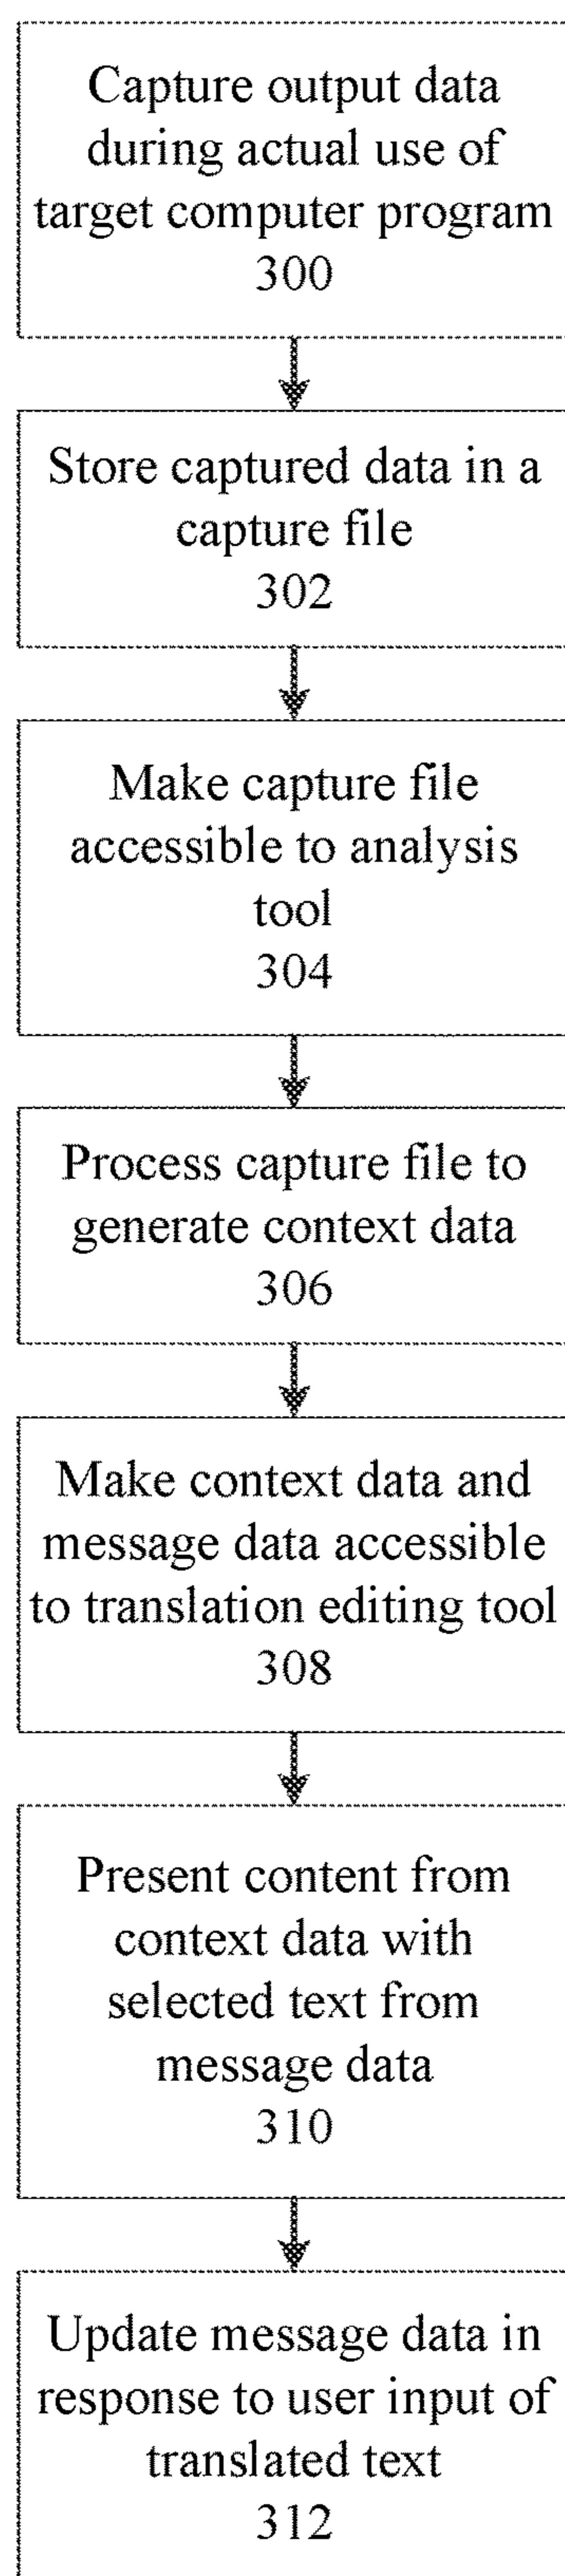 Capture output data
during actual use of
target computer program
300
Store captured data in a
capture file
302
Make capture file
accessible to analysis
tool
304
Process capture file to
generate context data
306
Make context data and
message data accessible
to translation editing tool
308
Present content from
context data with
selected text from
message data
310
Update message data in
response to user input of
translated text
312